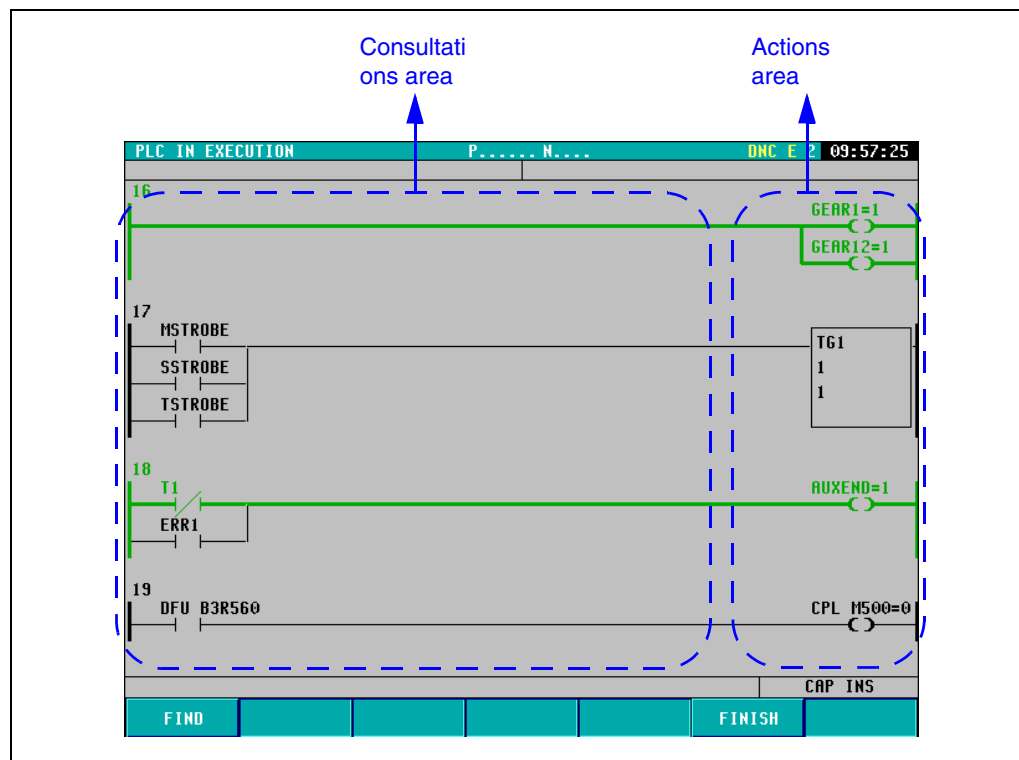 Consultati
ons area
Actions
area
PLC IN EXECUTION P...... N.... DNC E 2 09:57:25
16
GEAR1=1
GEAR12=1
17
MSTROBE
SSTROBE
TSTROBE
TG1
1
1
18
T1
AUXEND=1
ERR1
19
DFU B3R560
CPL M500=0
CAP INS
FIND FINISH